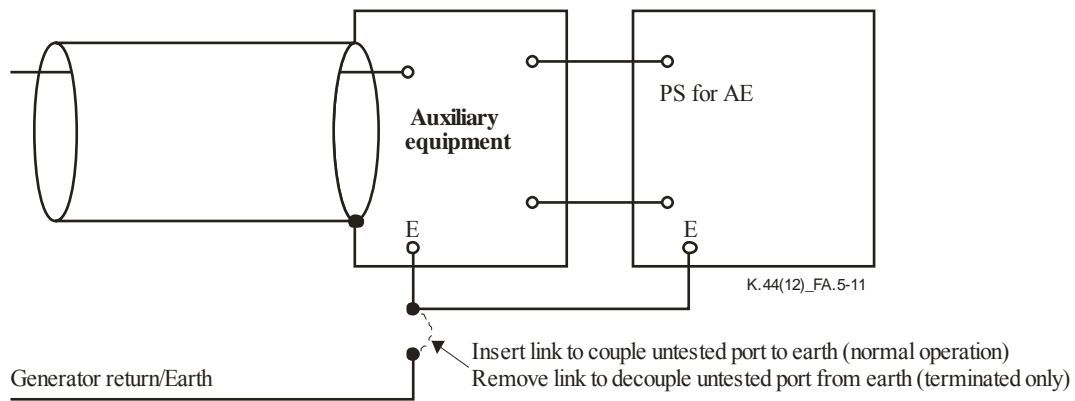 PS for AE
Auxiliary
equipment
E
E
K.44(12)_FA.5-11
Insert link to couple untested port to earth (normal operation)
Generator return/Earth
Remove link to decouple untested port from earth (terminated only)